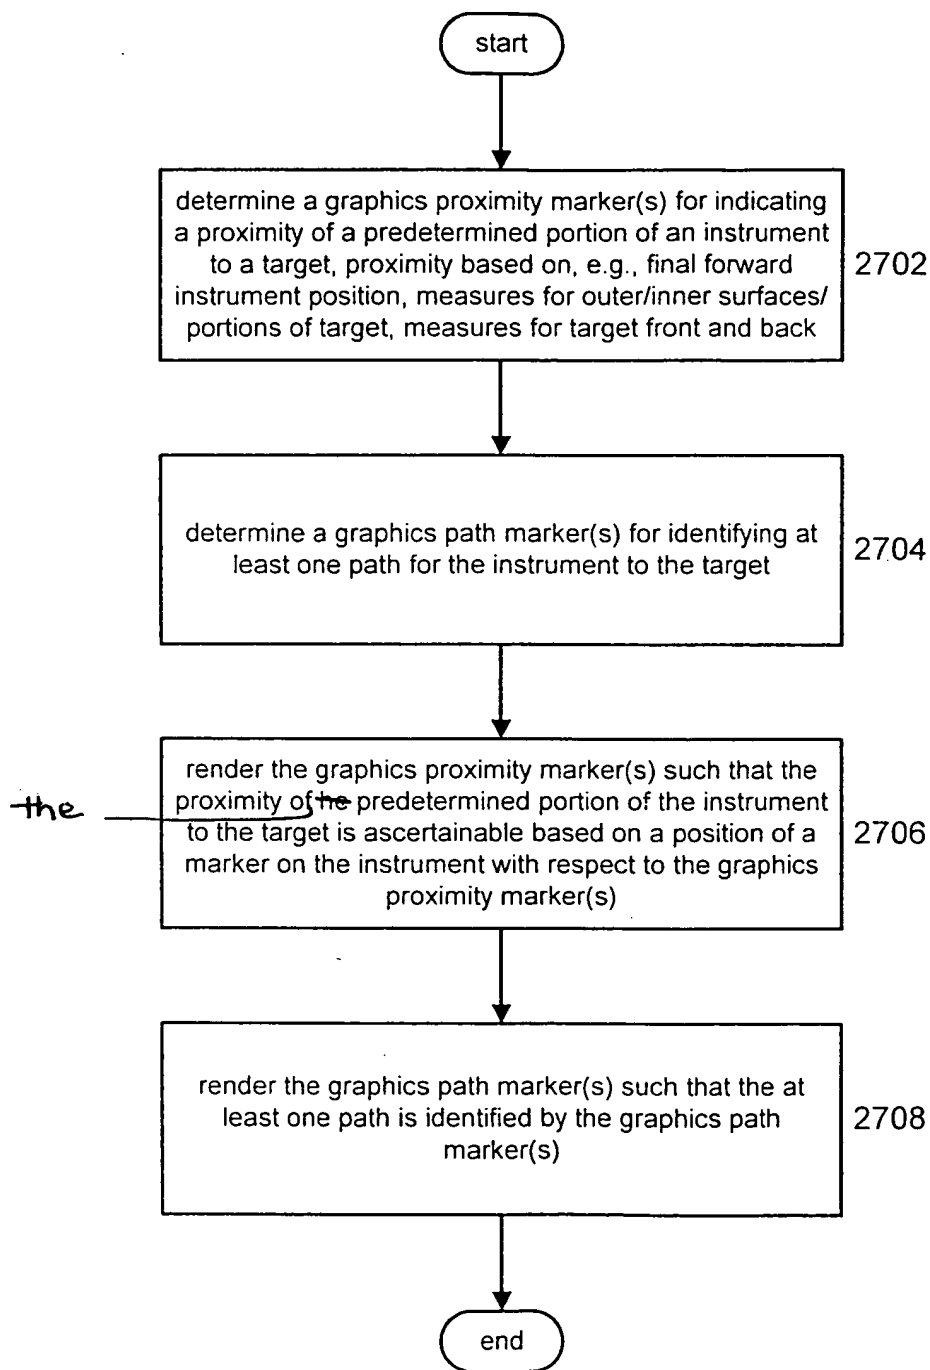 start
determine a graphics proximity marker(s) for indicating
a proximity of a predetermined portion of an instrument
to a target, proximity based on, e.g., final forward
instrument position, measures for outer/inner surfaces/
portions of target, measures for target front and back
2702
determine a graphics path marker(s) for identifying at
least one path for the instrument to the target
2704
render the graphics proximity marker(s) such that the
the
proximity of he predetermined portion of the instrument
to the target is ascertainable based on a position of a
marker on the instrument with respect to the graphics
proximity marker(s)
2706
render the graphics path marker(s) such that the at
least one path is identified by the graphics path
marker(s)
2708
end